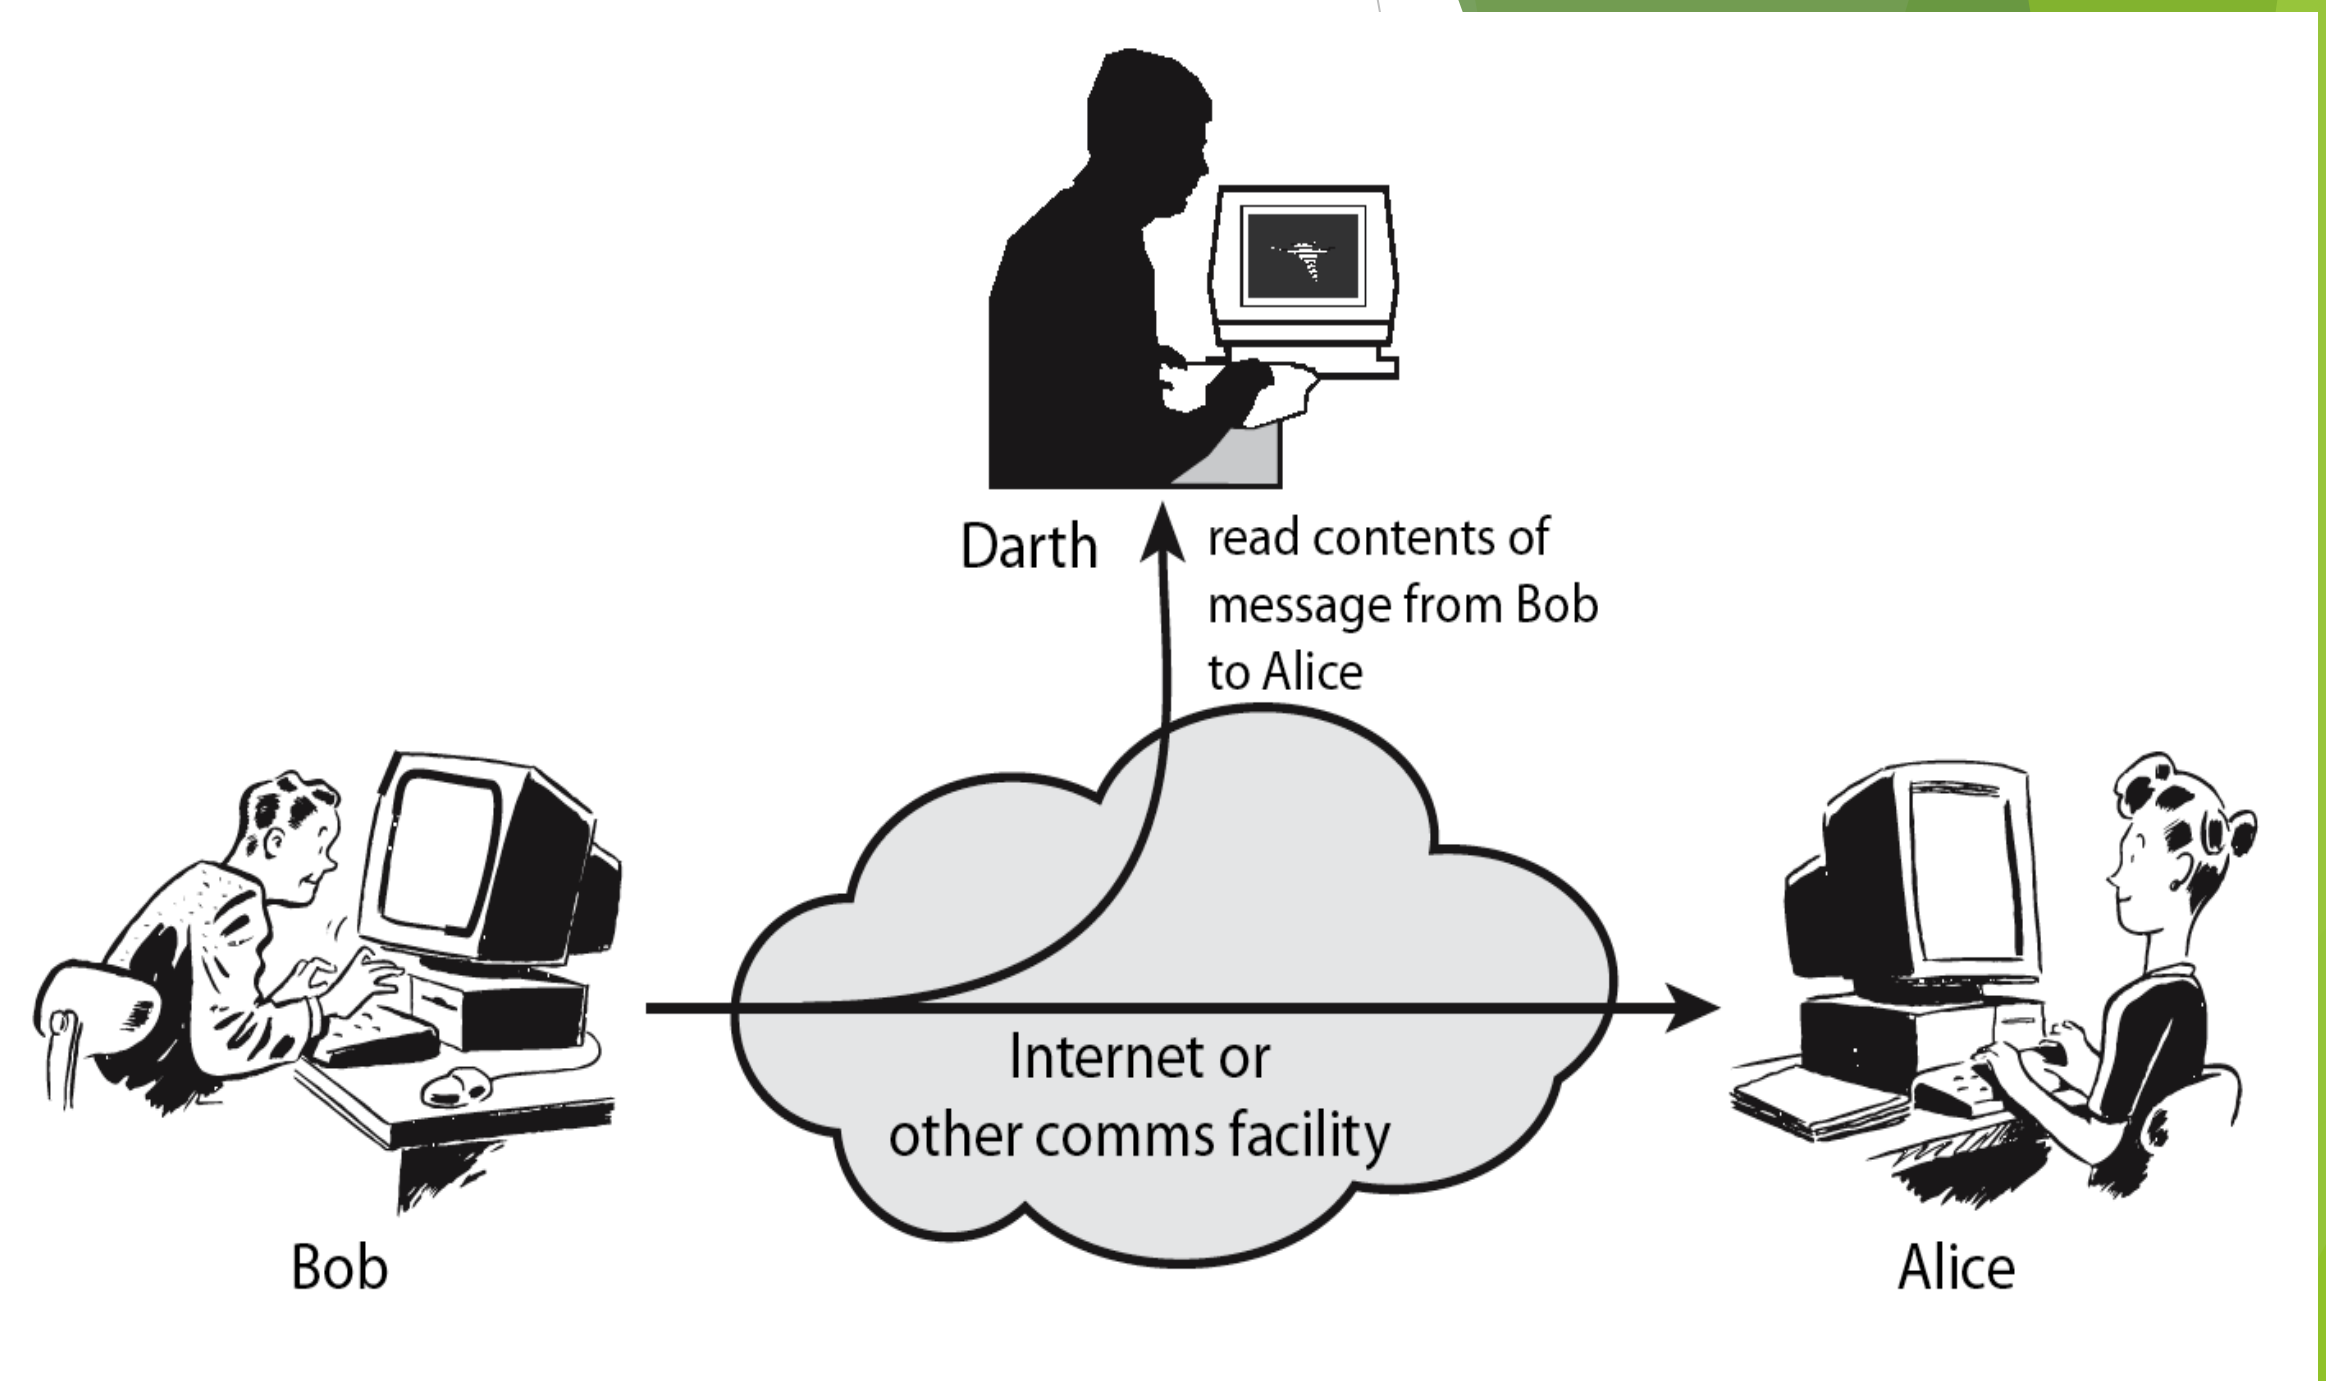 Darth
read contents of
message from Bob
to Alice
Internet or
other comms facility
Bob
Alice